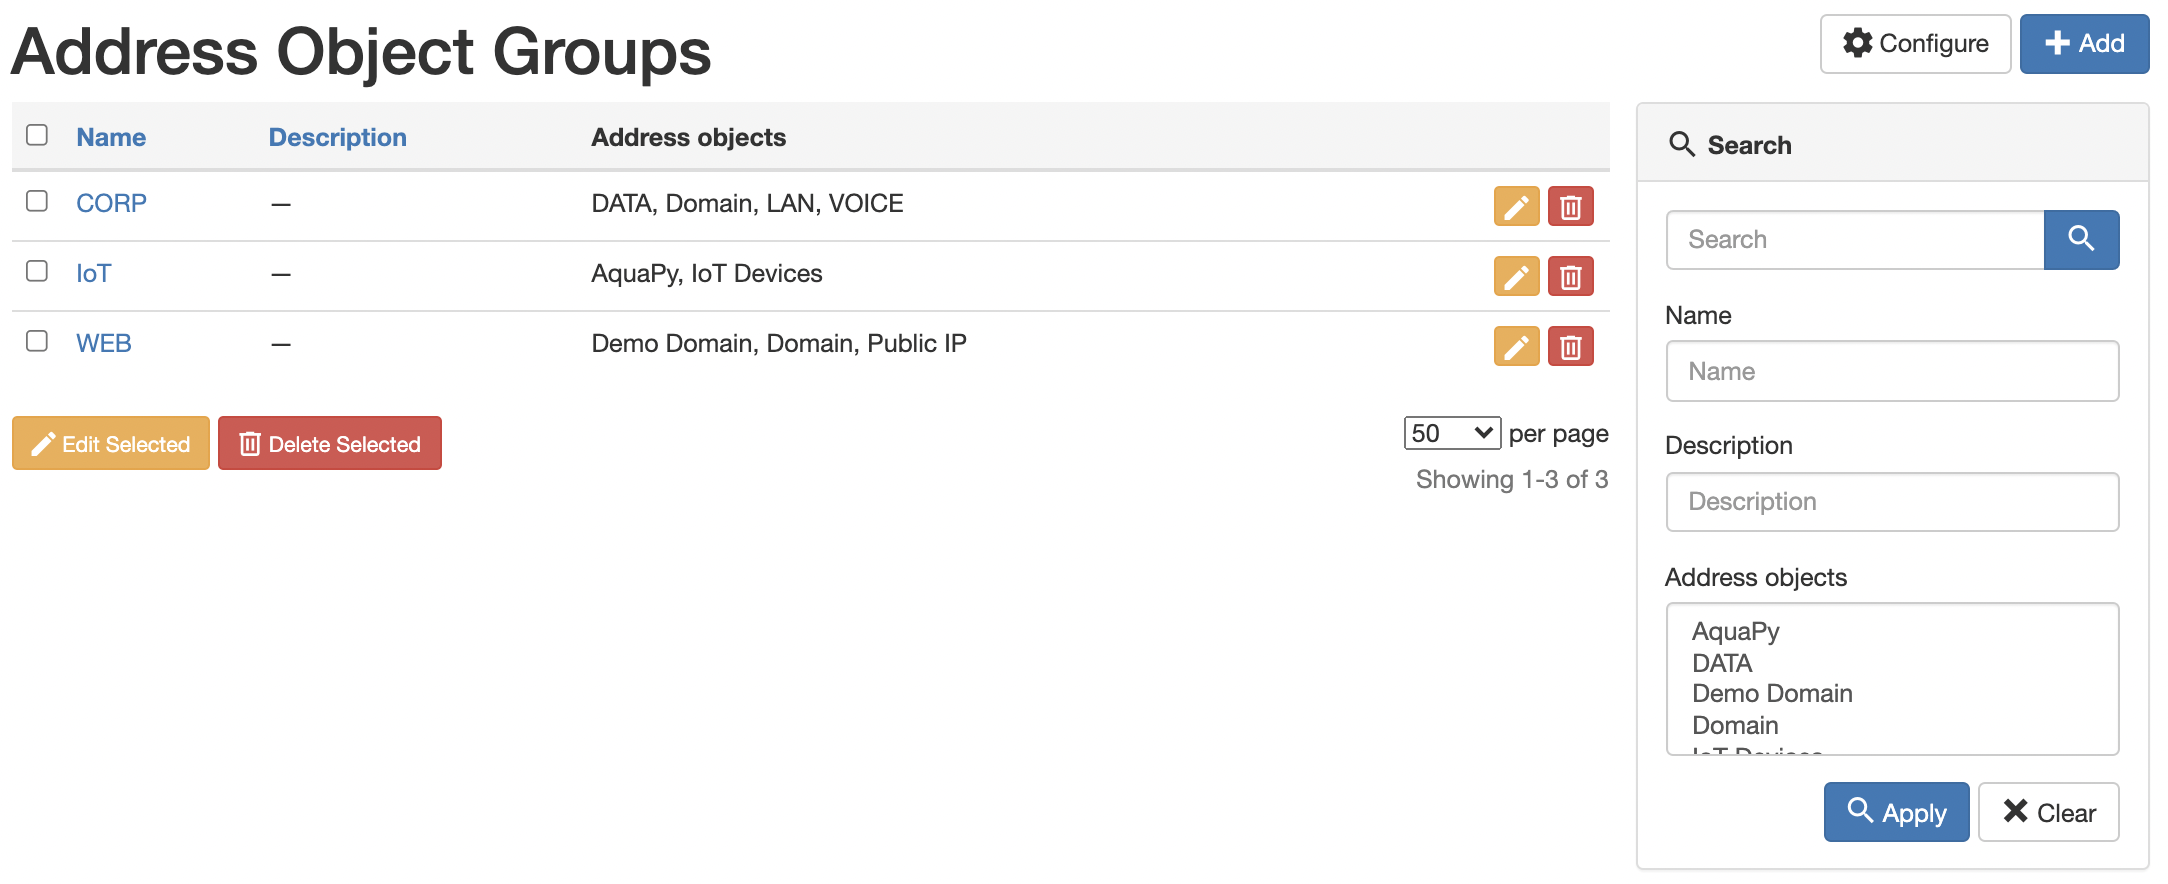 Address Object Groups
Configure
Add
Name Description Address objects
CORP — DATA, Domain, LAN, VOICE
IoT — AquaPy, IoT Devices
WEB — Demo Domain, Domain, Public IP
Edit Selected Delete Selected
50 per page
Showing 1-3 of 3
Search
Search
Name
Name
Description
Description
Address objects
AquaPy
DATA
Demo Domain
Domain
IoT Devices
Apply Clear